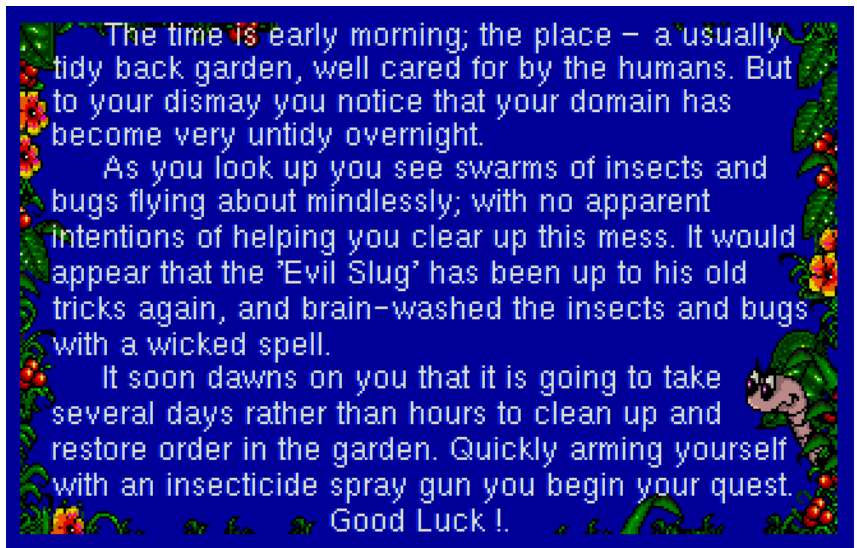 The time is early morning; the place – a usually
tidy back garden, well cared for by the humans. But
to your dismay you notice that your domain has
become very untidy overnight.
As you look up you see swarms of insects and
bugs flying about mindlessly; with no apparent
intentions of helping you clear up this mess. It would
appear that the 'Evil Slug' has been up to his old
tricks again, and brain-washed the insects and bugs
with a wicked spell.
It soon dawns on you that it is going to take
several days rather than hours to clean up and
restore order in the garden. Quickly arming yourself
with an insecticide spray gun you begin your quest.
Good Luck !.